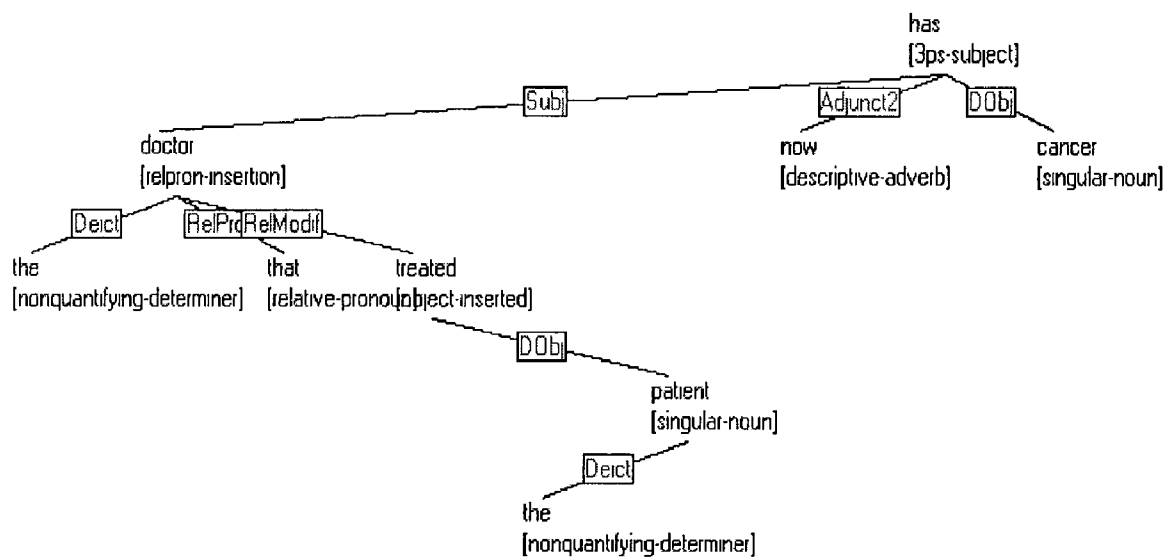 has
[3ps-subject]
Subj
Adjunct2
DObj
doctor
[relpron-insertion]
now
[descriptive-adverb]
cancer
[singular-noun]
Deict
RelPro
RelModif
the
[nonquantifying-determiner]
that
[relative-pronoun]
treated
[object-inserted]
DObj
patient
[singular-noun]
Deict
the
[nonquantifying-determiner]